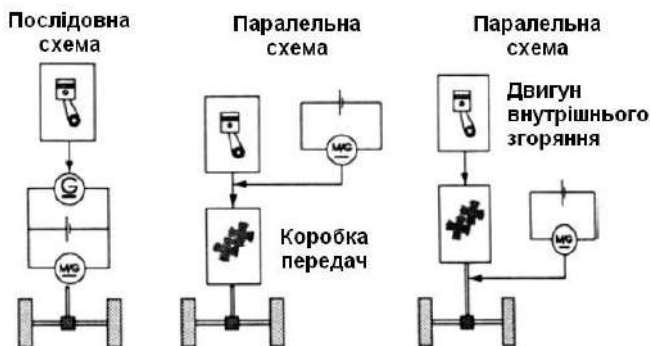 Послідовна
схема
Паралельна
схема
Паралельна
схема
Двигун
внутрішнього
згоряння
M/G
G
M/G
M/G
Коробка
передач